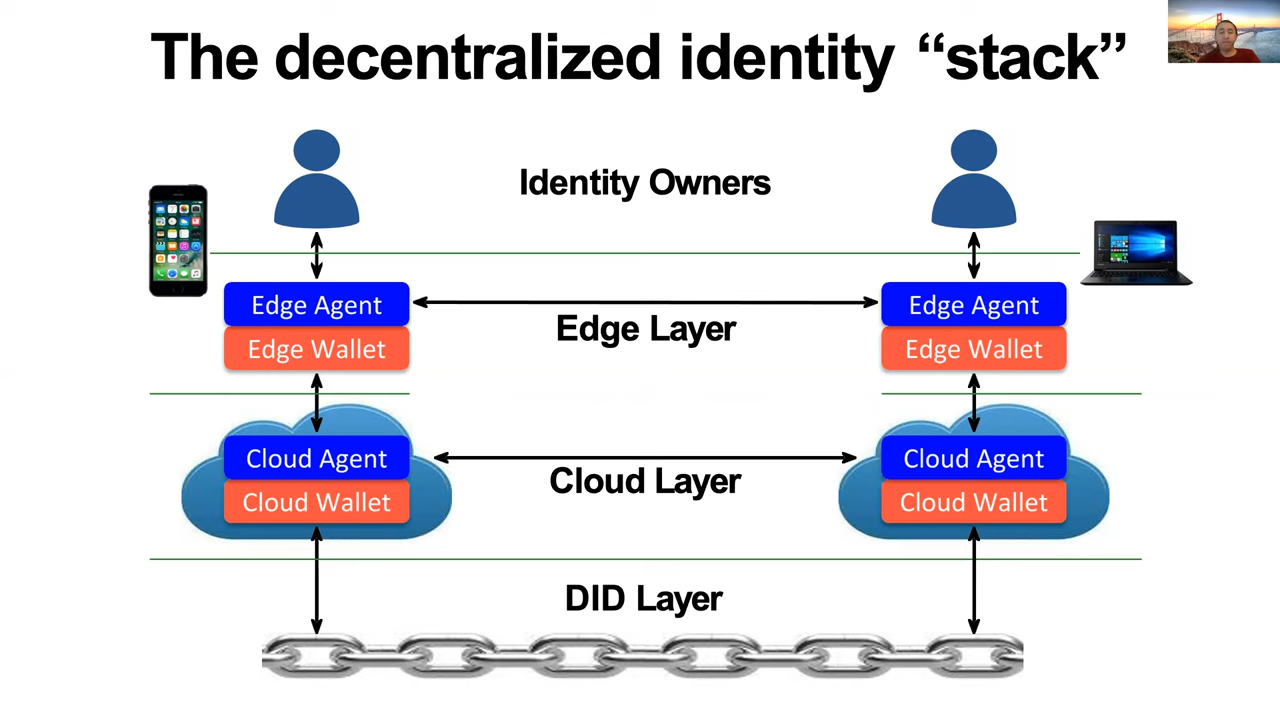 The decentralized identity “stack”
Identity Owners
Edge Agent
Edge Agent
Edge Layer
Edge Wallet
Edge Wallet
Cloud Agent
Cloud Agent
Cloud Layer
Cloud Wallet
Cloud Wallet
DID Layer